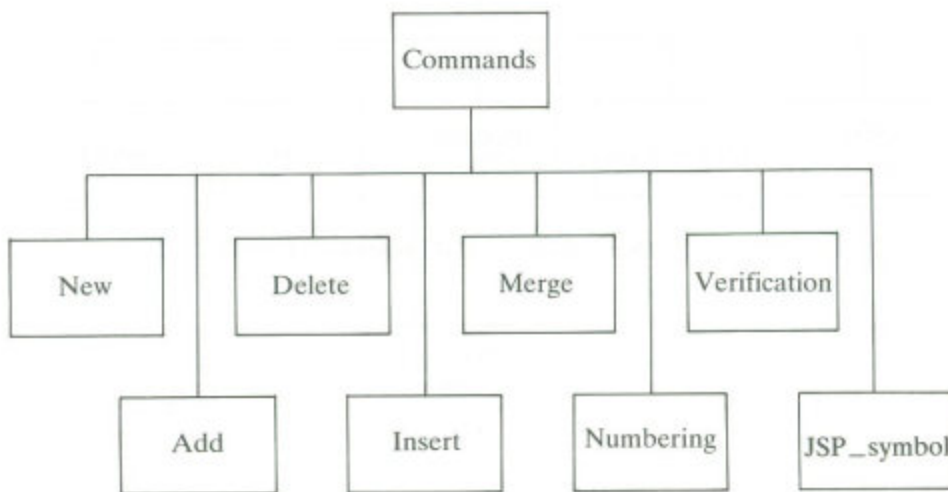 Commands
New
Delete
Merge
Verification
Add
Insert
Numbering
JSP_symbol